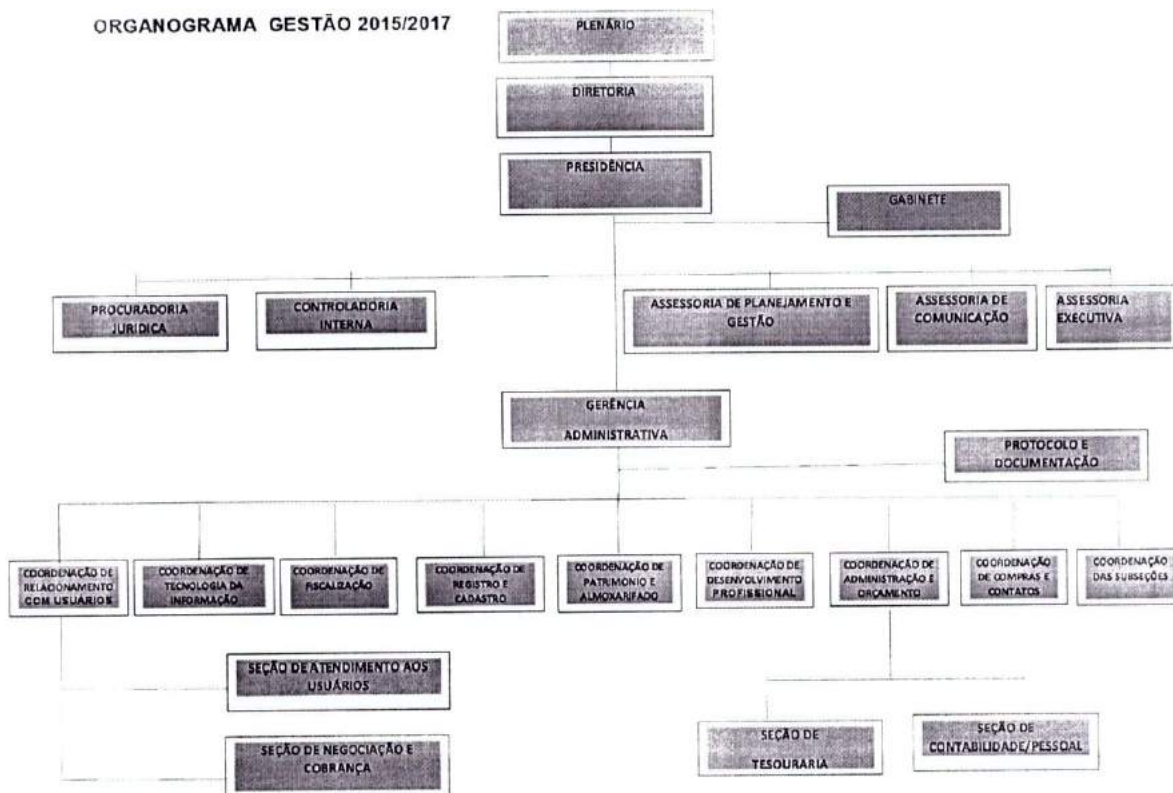 ORGANOGRAMA GESTÃO 2015/2017
PLENÁRIO
DIRETORIA
PRESIDÊNCIA
GABINETE
PROCURADORIA
JURIDICA
CONTROLADORIA
INTERNA
ASSESSORIA DE PLANEJAMENTO E
GESTÃO
ASSESSORIA DE
COMUNICAÇÃO
ASSESSORIA
EXECUTIVA
GERÊNCIA
ADMINISTRATIVA
PROTOCOLO E
DOCUMENTAÇÃO
COORDENAÇÃO DE
RELACIONAMENTO
COM USUÁRIOS
COORDENAÇÃO DE
TECNOLOGIA DA
INFORMAÇÃO
COORDENAÇÃO DE
FISCALIZAÇÃO
COORDENAÇÃO DE
REGISTRO E
CADASTRO
COORDENAÇÃO DE
PATRIMONIO E
ALMOXARIFADO
COORDENAÇÃO DE
DESENVOLVIMENTO
PROFISSIONAL
COORDENAÇÃO DE
ADMINISTRAÇÃO E
ORÇAMENTO
COORDENAÇÃO
DE COMPRAS E
CONTATOS
COORDENAÇÃO
DAS SUBSEÇÕES
SEÇÃO DE ATENDIMENTO AOS
USUÁRIOS
SEÇÃO DE NEGOCIAÇÃO E
COBRANÇA
SEÇÃO DE
TESOURARIA
SEÇÃO DE
CONTABILIDADE/PESSOAL